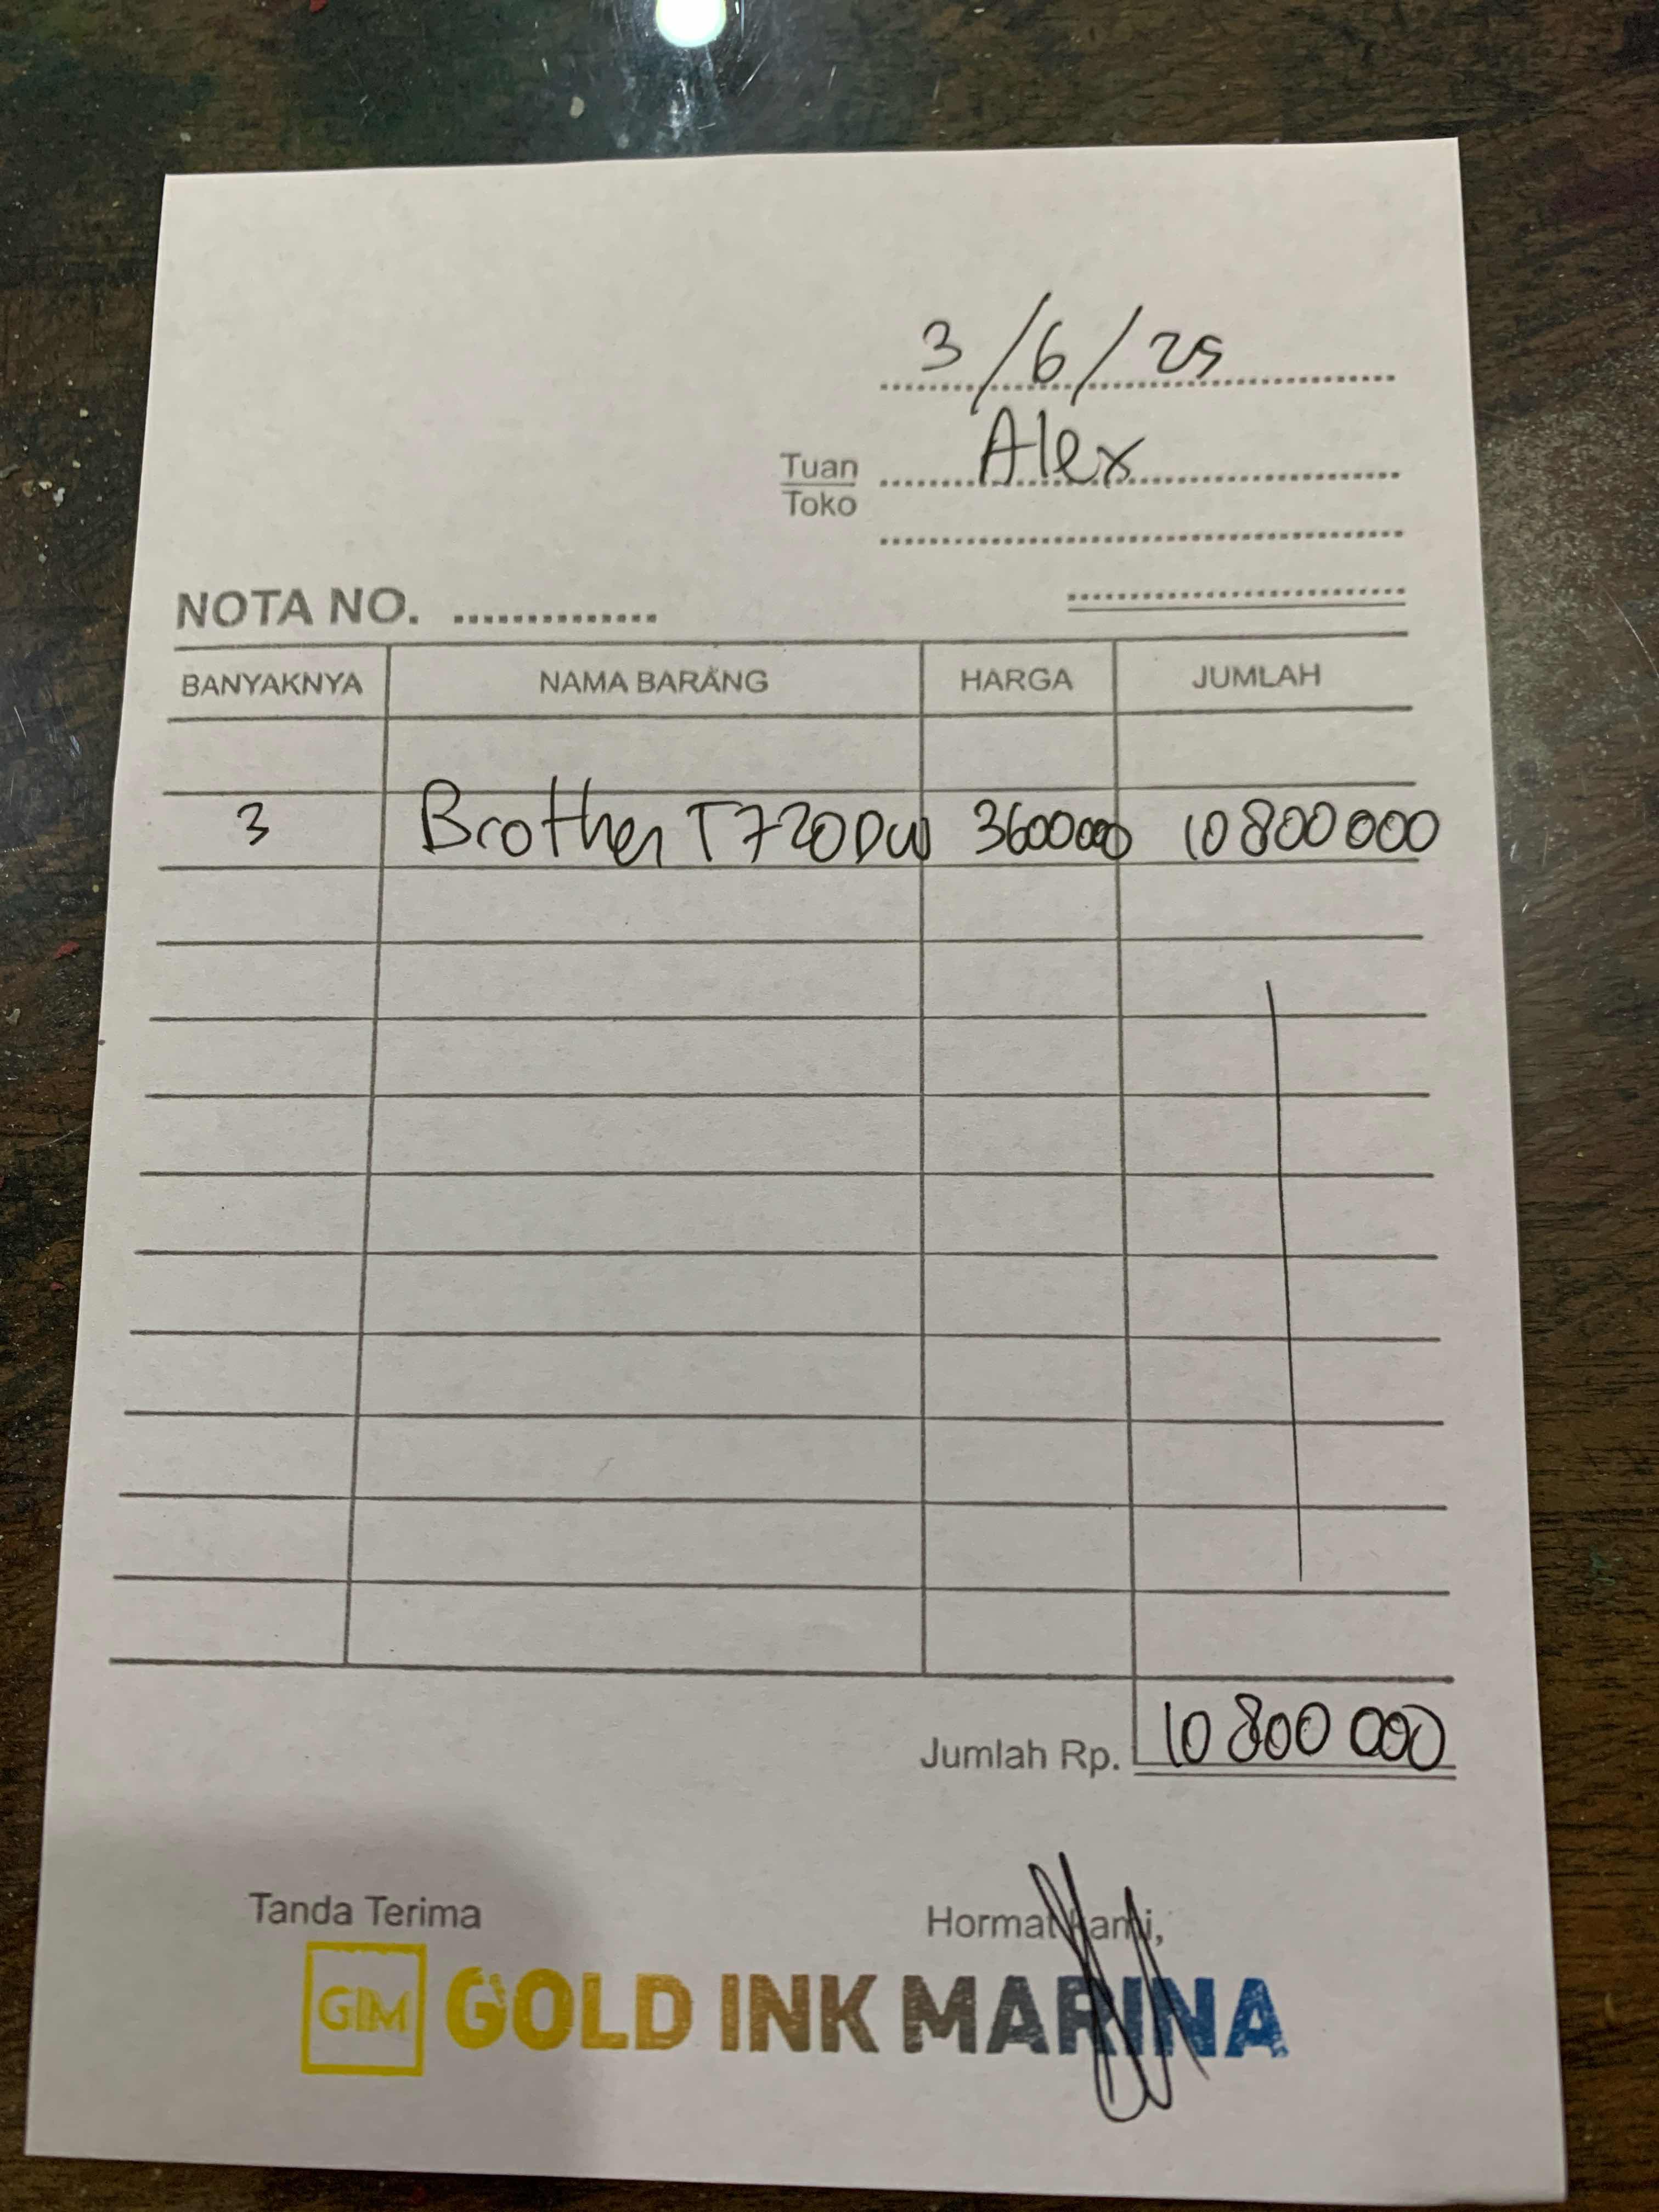 3/6/25
Tuan Alex
Toko
NOTA NO.
BANYAKNYA NAMA BARANG HARGA JUMLAH
3 Brother T720DW 3600000 10800000
Jumlah Rp. 10800000
Tanda Terima Hormat Kami,
GIM GOLD INK MARINA